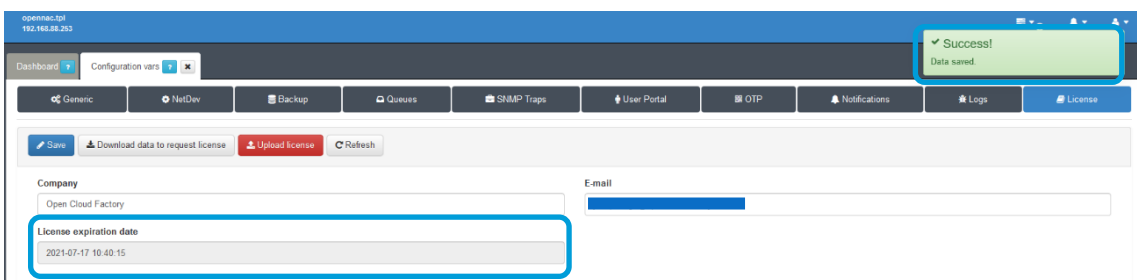 opennac.tpl
192.168.88.253
✔ Success!
Data saved.
Dashboard ? Configuration vars ? ×
Generic NetDev Backup Queues SNMP Traps User Portal OTP Notifications Logs License
Save Download data to request license Upload license Refresh
Company E-mail
Open Cloud Factory
License expiration date
2021-07-17 10:40:15